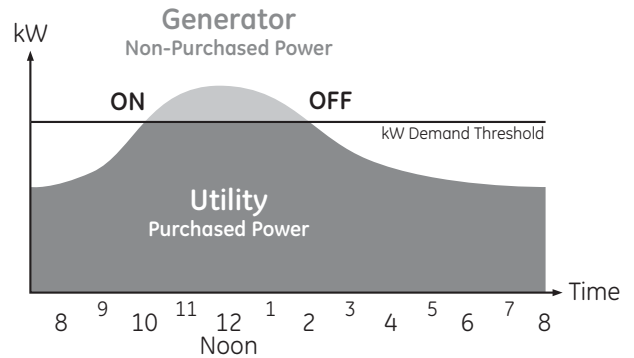 Generator
Non-Purchased Power
kW
ON
OFF
kW Demand Threshold
Utility
Purchased Power
Time
8 9 10 11 12 1 2 3 4 5 6 7 8
Noon